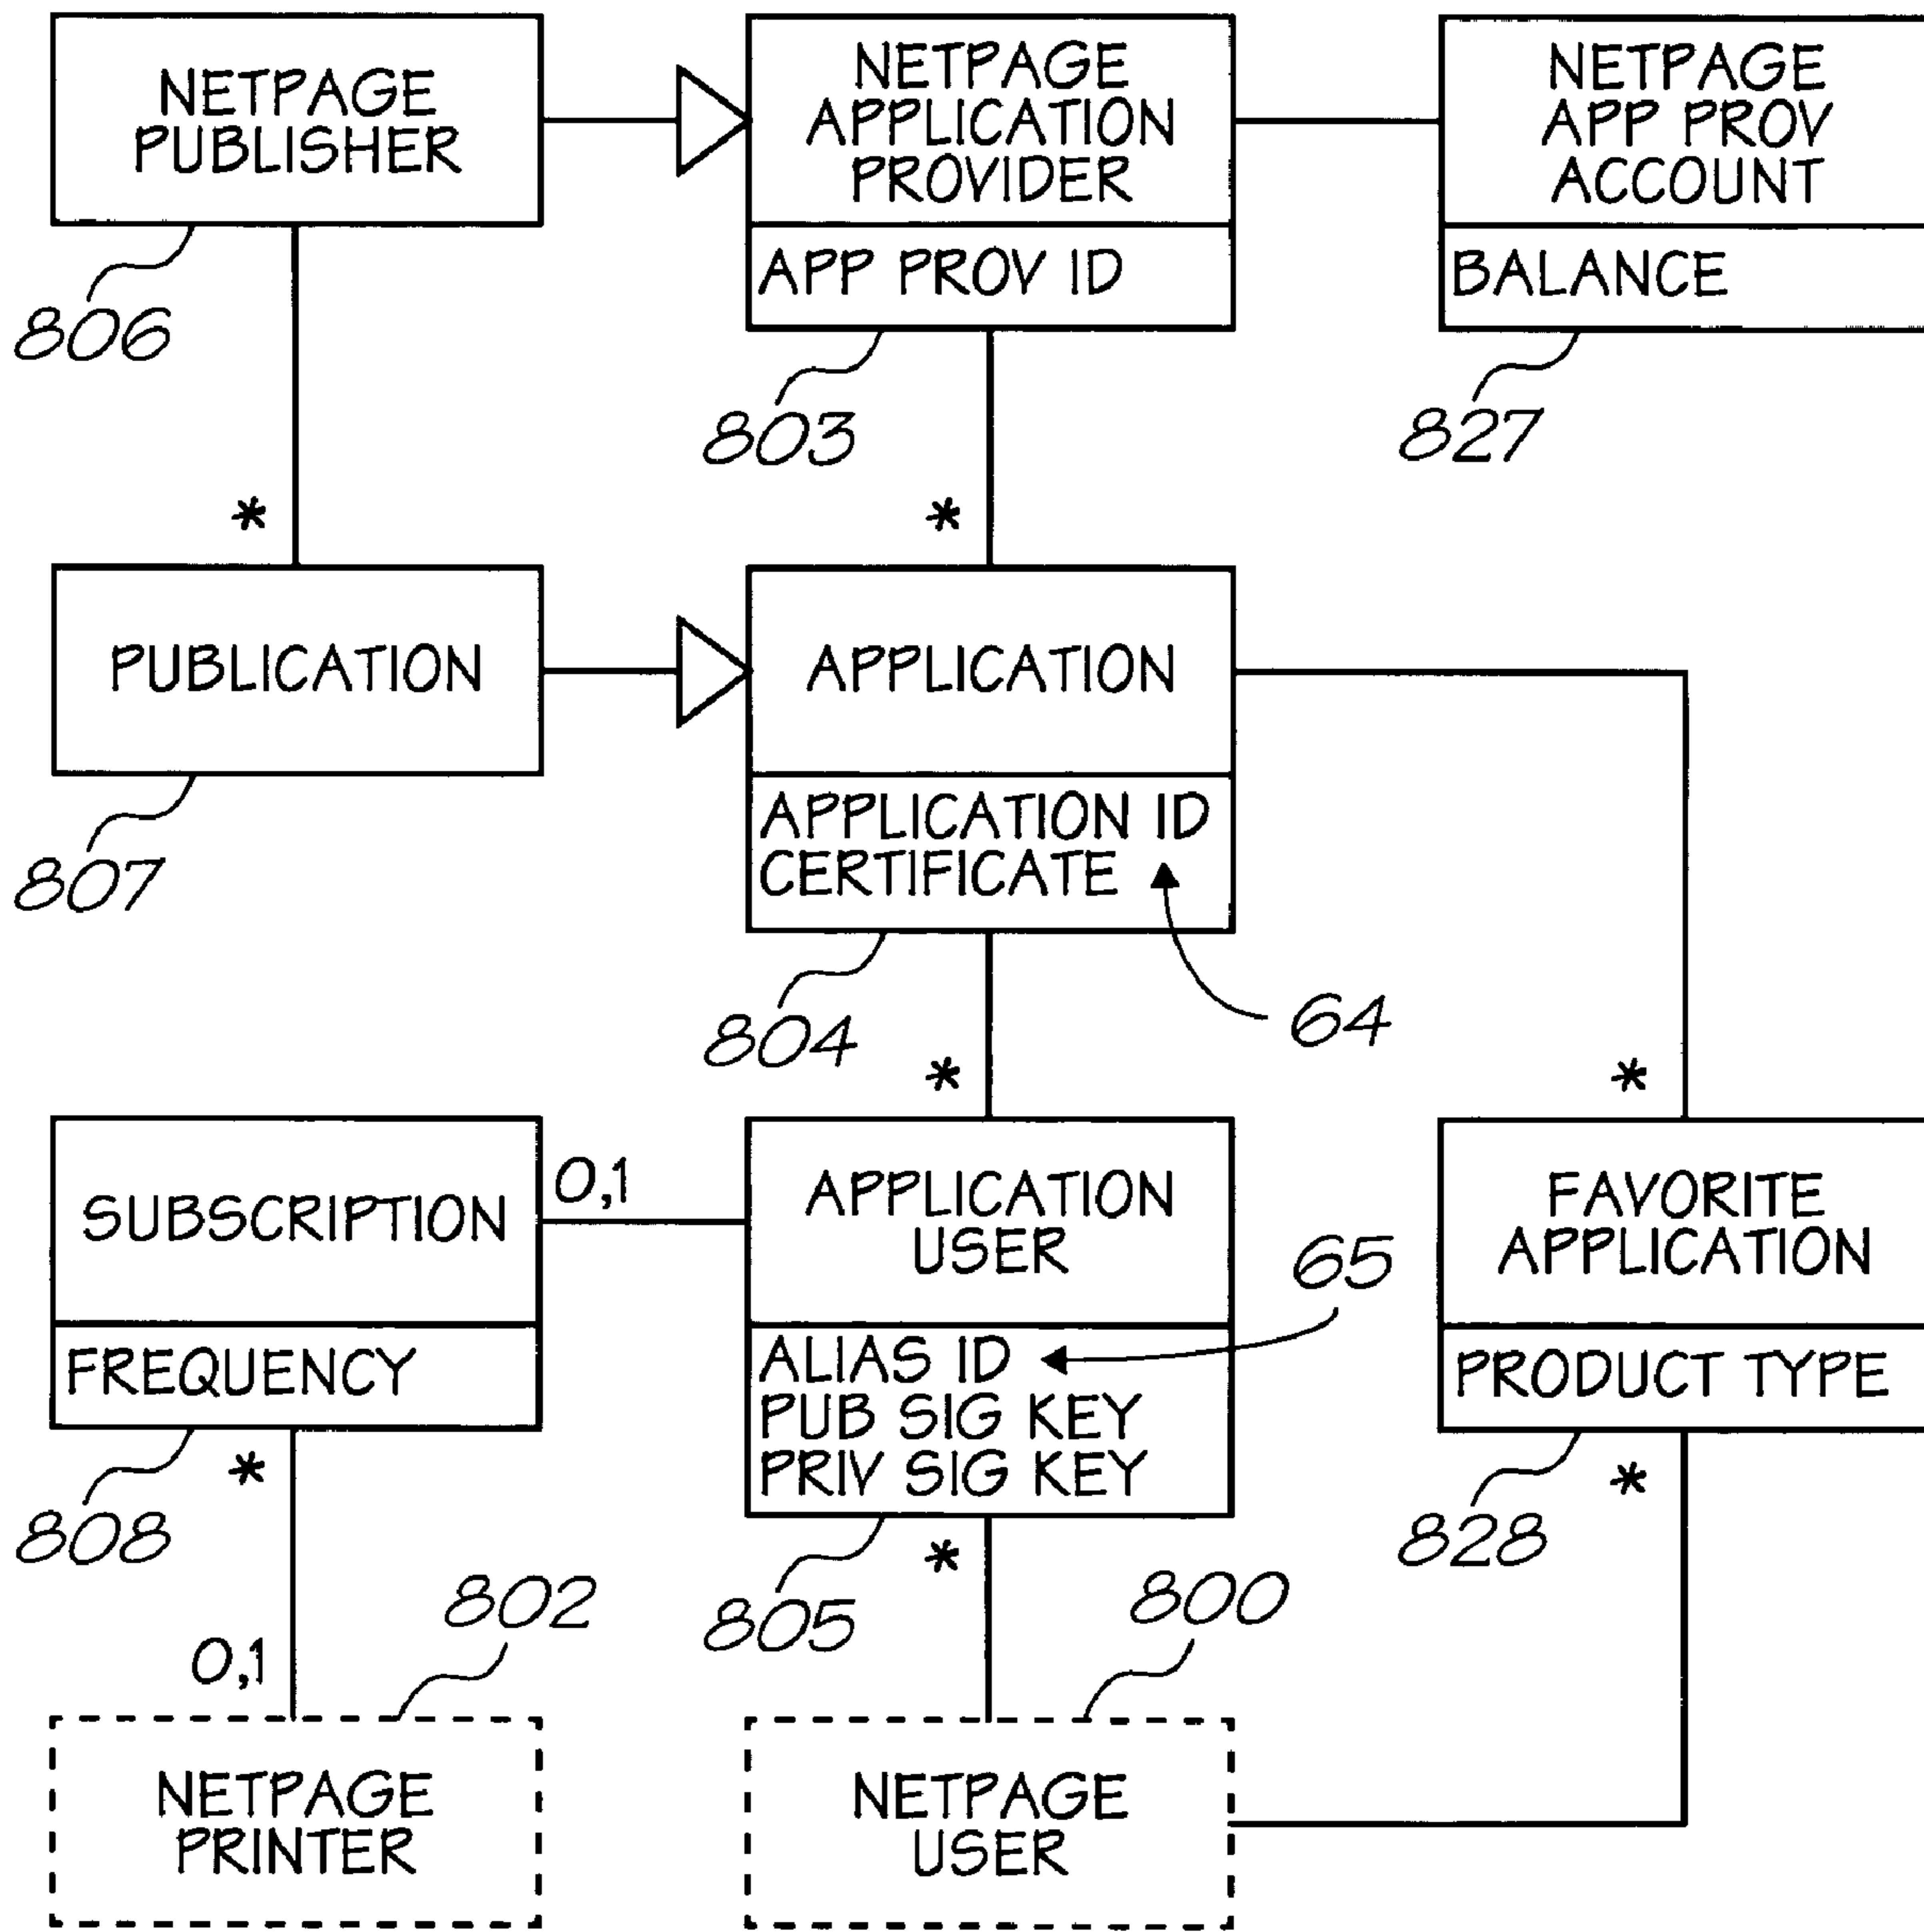 NETPAGE
PUBLISHER
806
NETPAGE
APPLICATION
PROVIDER
APP PROV ID
803
NETPAGE
APP PROV
ACCOUNT
BALANCE
827
*
*
PUBLICATION
807
APPLICATION
APPLICATION ID
CERTIFICATE
804
64
*
*
SUBSCRIPTION
0,1
FREQUENCY
808
*
APPLICATION
USER
65
ALIAS ID
PUB SIG KEY
PRIV SIG KEY
805
*
FAVORITE
APPLICATION
PRODUCT TYPE
828
*
802
800
0,1
NETPAGE
PRINTER
NETPAGE
USER